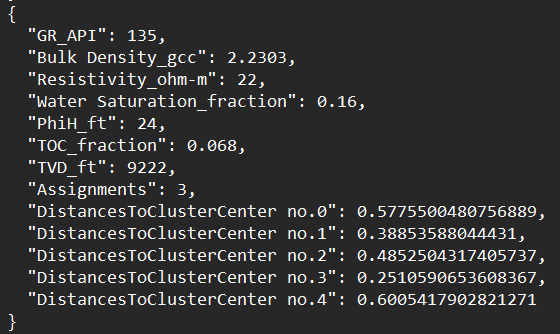 {
"GR_API": 135,
"Bulk Density_gcc": 2.2303,
"Resistivity_ohm-m": 22,
"Water Saturation_fraction": 0.16,
"PhiH_ft": 24,
"TOC_fraction": 0.068,
"TVD_ft": 9222,
"Assignments": 3,
"DistancesToClusterCenter no.0": 0.5775500480756889,
"DistancesToClusterCenter no.1": 0.38853588044431,
"DistancesToClusterCenter no.2": 0.4852504317405737,
"DistancesToClusterCenter no.3": 0.2510590653608367,
"DistancesToClusterCenter no.4": 0.6005417902821271
}